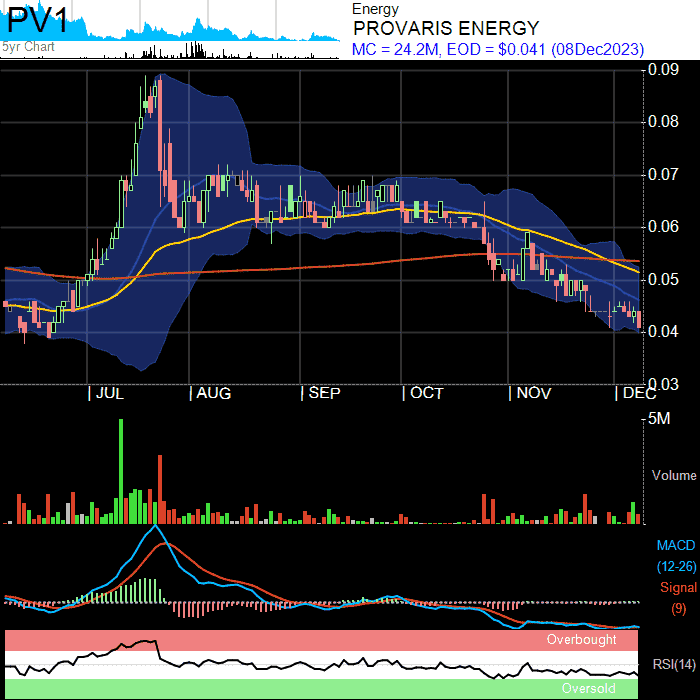 PV1
5yr Chart
Energy
PROVARIS ENERGY
MC = 24.2M, EOD = $0.041 (08Dec2023)
0.09
0.08
0.07
0.06
0.05
0.04
0.03
JUL AUG SEP OCT NOV DEC
5M
Volume
MACD
(12-26)
Signal
(9)
Overbought
RSI(14)
Oversold